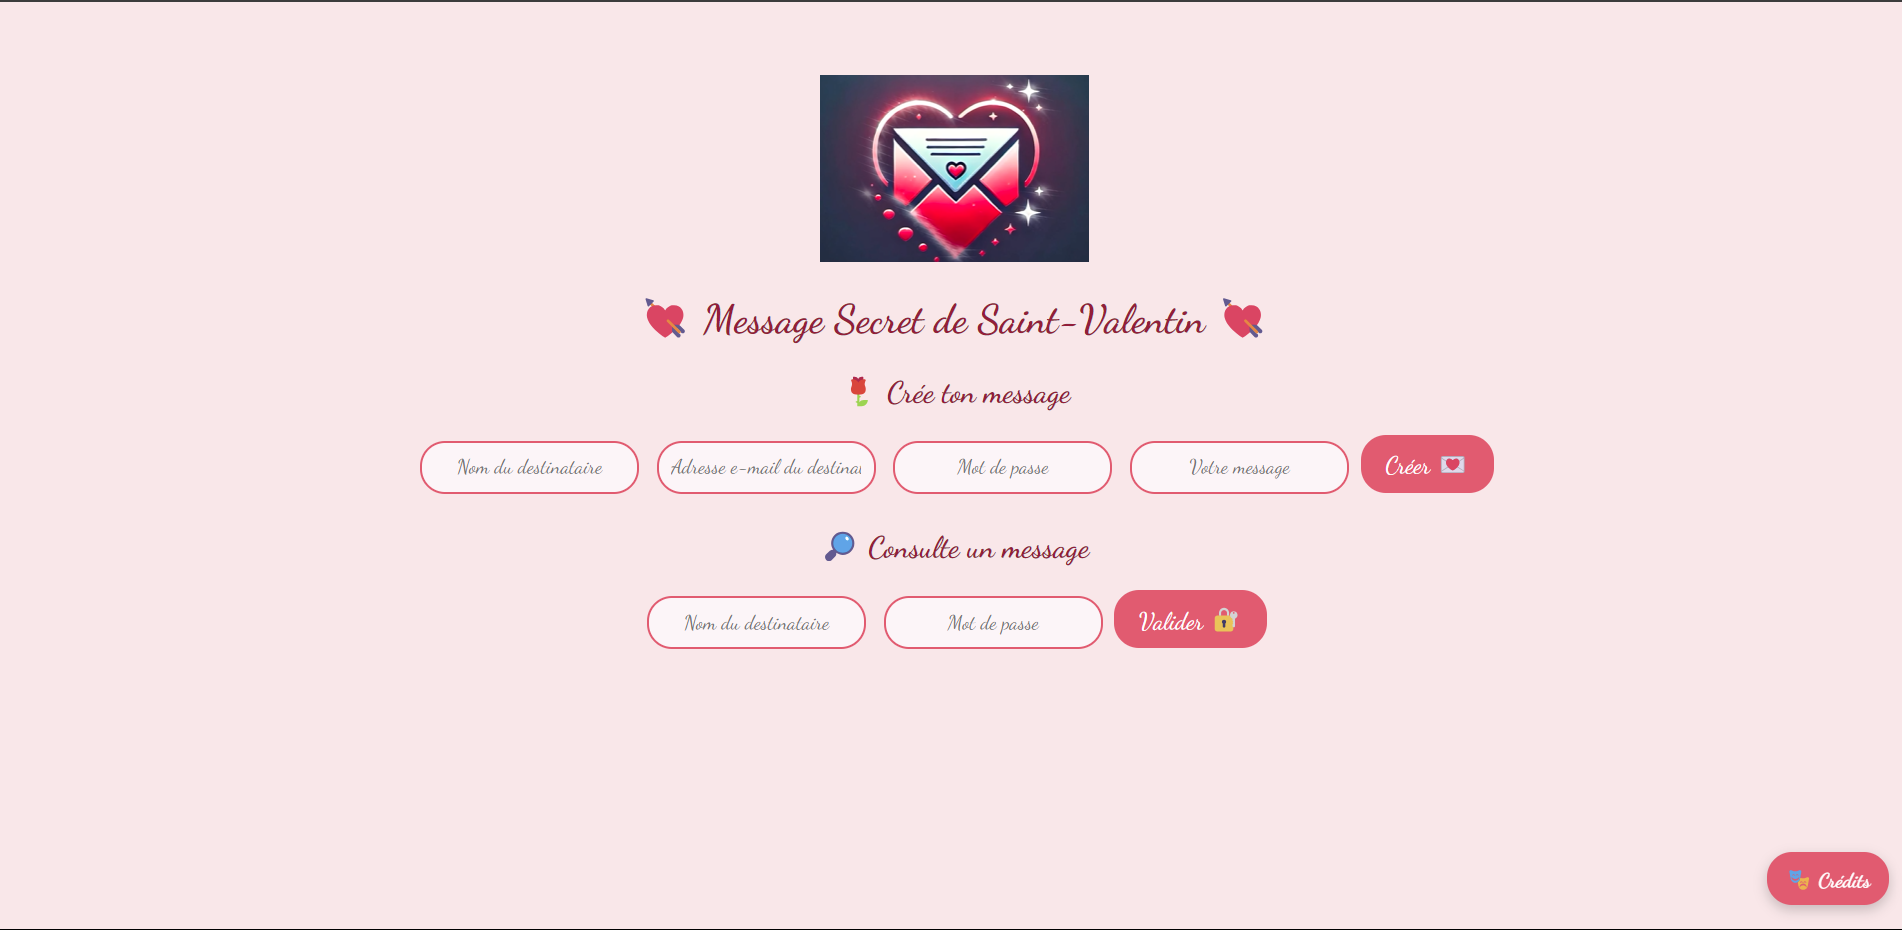 💘 Message Secret de Saint-Valentin 💘
🌹 Crée ton message
Nom du destinataire Adresse e-mail du destina Mot de passe Votre message Créer 💌
🔎 Consulte un message
Nom du destinataire Mot de passe Valider 🔐
🎭 Crédits